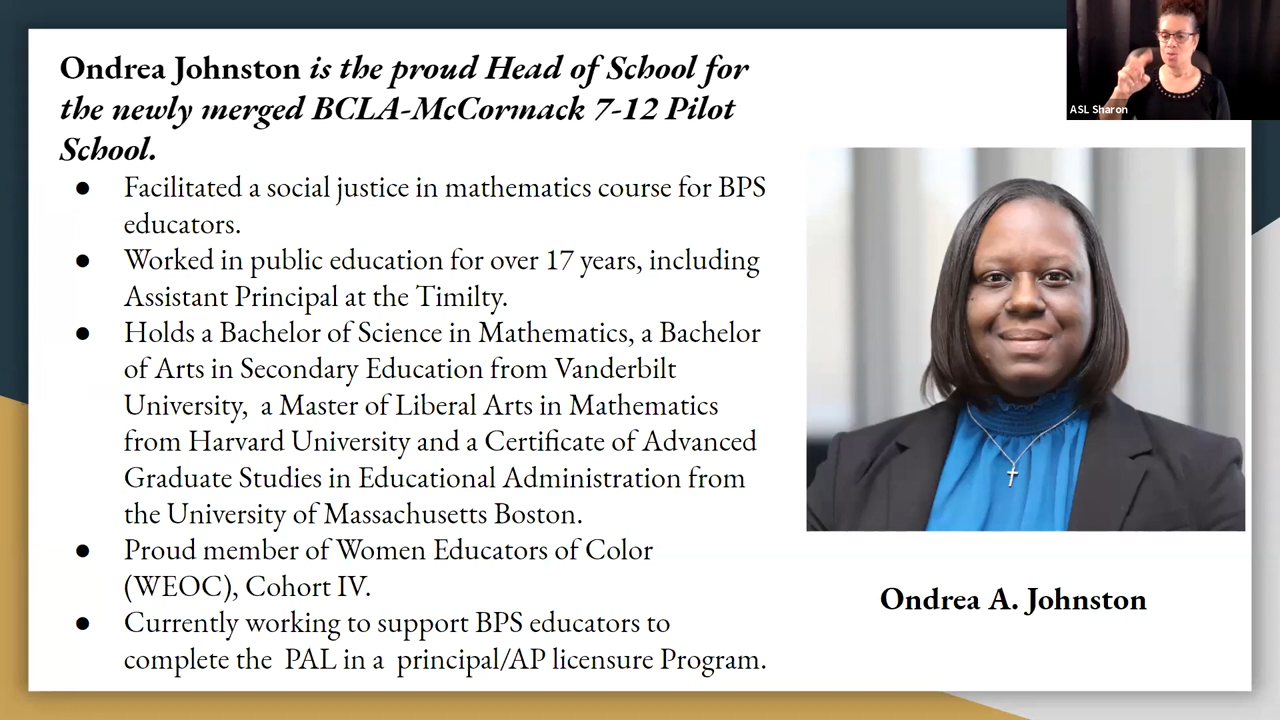 Ondrea Johnston is the proud Head of School for
the newly merged BCLA-McCormack 7-12 Pilot
School.
● Facilitated a social justice in mathematics course for BPS
educators.
● Worked in public education for over 17 years, including
Assistant Principal at the Timilty.
● Holds a Bachelor of Science in Mathematics, a Bachelor
of Arts in Secondary Education from Vanderbilt
University, a Master of Liberal Arts in Mathematics
from Harvard University and a Certificate of Advanced
Graduate Studies in Educational Administration from
the University of Massachusetts Boston.
● Proud member of Women Educators of Color
(WEOC), Cohort IV.
● Currently working to support BPS educators to
complete the PAL in a principal/AP licensure Program.
ASL Sharon
Ondrea A. Johnston